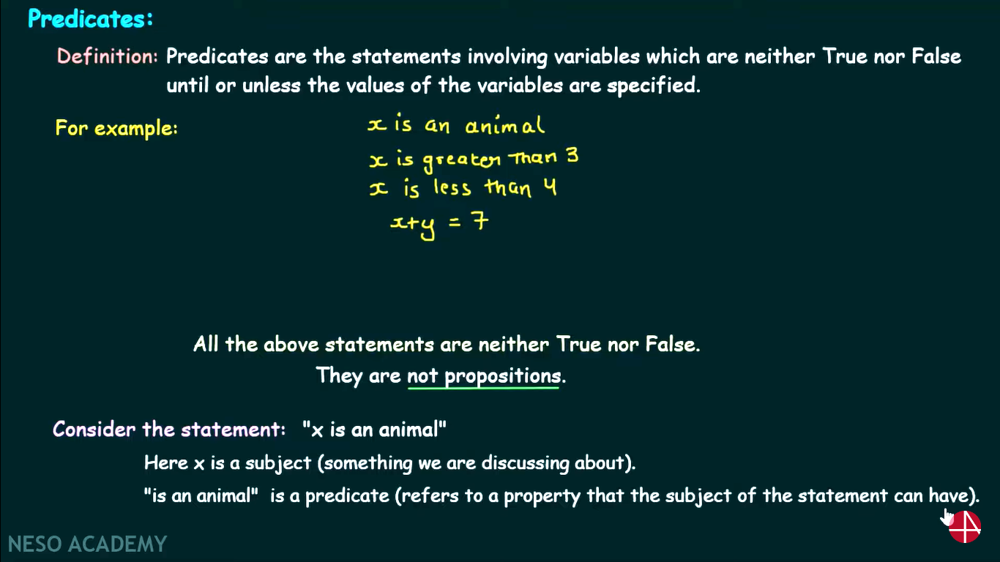 Predicates:
Definition: Predicates are the statements involving variables which are neither True nor False
until or unless the values of the variables are specified.
For example: x is an animal
x is greater than 3
x is less than 4
x+y = 7
All the above statements are neither True nor False.
They are not propositions.
Consider the statement: "x is an animal"
Here x is a subject (something we are discussing about).
"is an animal" is a predicate (refers to a property that the subject of the statement can have).
NESO ACADEMY